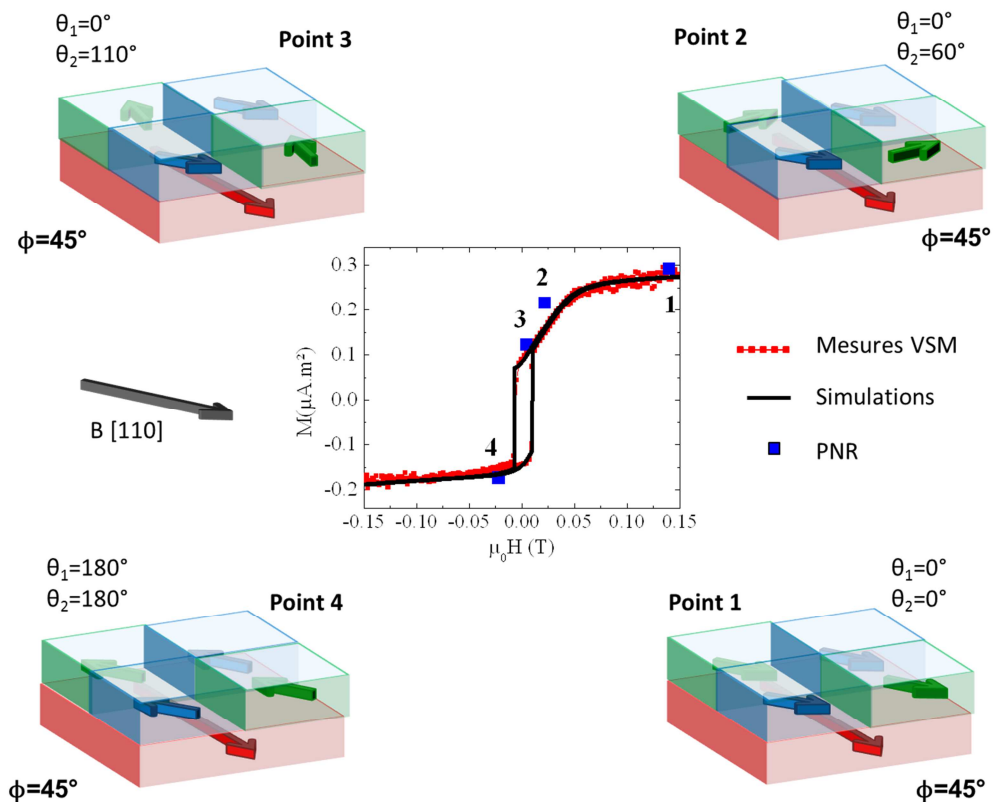 θ₁=0°
θ₂=110°
Point 3
ϕ=45°
Point 2
θ₁=0°
θ₂=60°
ϕ=45°
B [110]
M(µA.m²)
0.3
0.2
0.1
0.0
-0.1
-0.2
1
2
3
4
-0.15 -0.10 -0.05 0.00 0.05 0.10 0.15
µ₀H (T)
Mesures VSM
Simulations
PNR
θ₁=180°
θ₂=180°
Point 4
ϕ=45°
Point 1
θ₁=0°
θ₂=0°
ϕ=45°